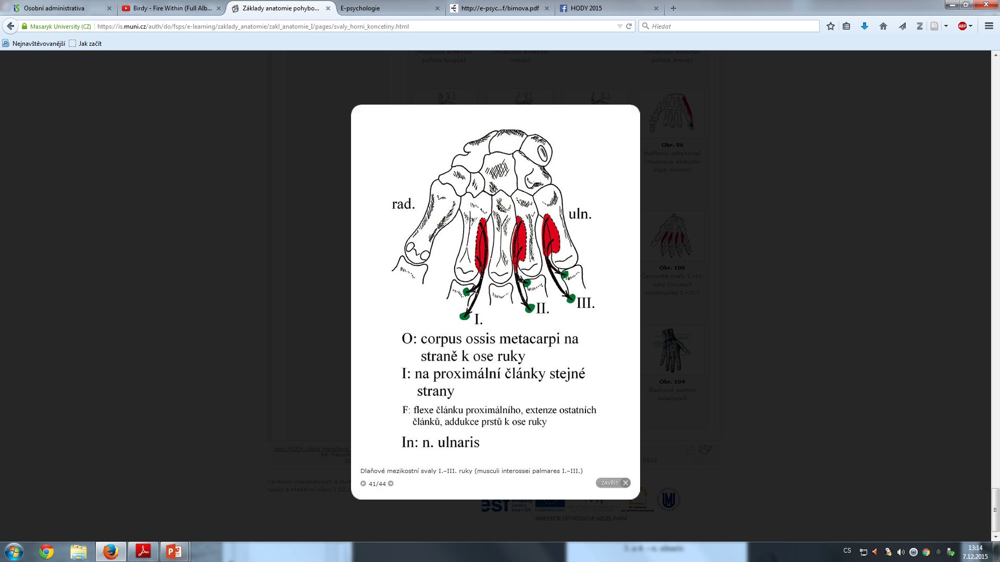 Osobní administrativa
Birdy - Fire Within (Full Alb...
Základy anatomie pohybo...
E-psychologie
http://e-psyc...f/bimova.pdf
HODY 2015
Masaryk University (CZ)
https://is.muni.cz/auth/do/fsps/e-learning/zaklady_anatomie/zakl_anatomie_I/pages/svaly_horni_koncetiny.html
Hledat
ABP
Nejnavštěvovanější
Jak začít
(musculus extensor
pollicis longus)
(musculus extensor
indicis)
(musculus abductor
pollicis brevis)
Obr. 96
Malíkový odtahovač
(musculus abductor
digiti minimi)
rad.
uln.
I.
II.
III.
O: corpus ossis metacarpi na
straně k ose ruky
I: na proximální články stejné
strany
F: flexe článku proximálního, extenze ostatních
článků, addukce prstů k ose ruky
In: n. ulnaris
Dlaňové mezikostní svaly I.–III. ruky (musculi interossei palmares I.–III.)
41/44
ZAVŘÍT
Obr. 100
Červovité svaly I.–IV.
ruky (musculi
lumbricales I.–IV.)
Obr. 104
Šlachové pochvy
extenzorů
doc. MUDr. Jitka Hanzlová,
KK, Fakult
2012
Centrum interaktivních a mul
výuky a efektivní učení | CZ.
EVROPSKÁ UNIE
INVESTICE DO ROZVOJE VZDĚLÁVÁNÍ
CS
13:14
7.12.2015